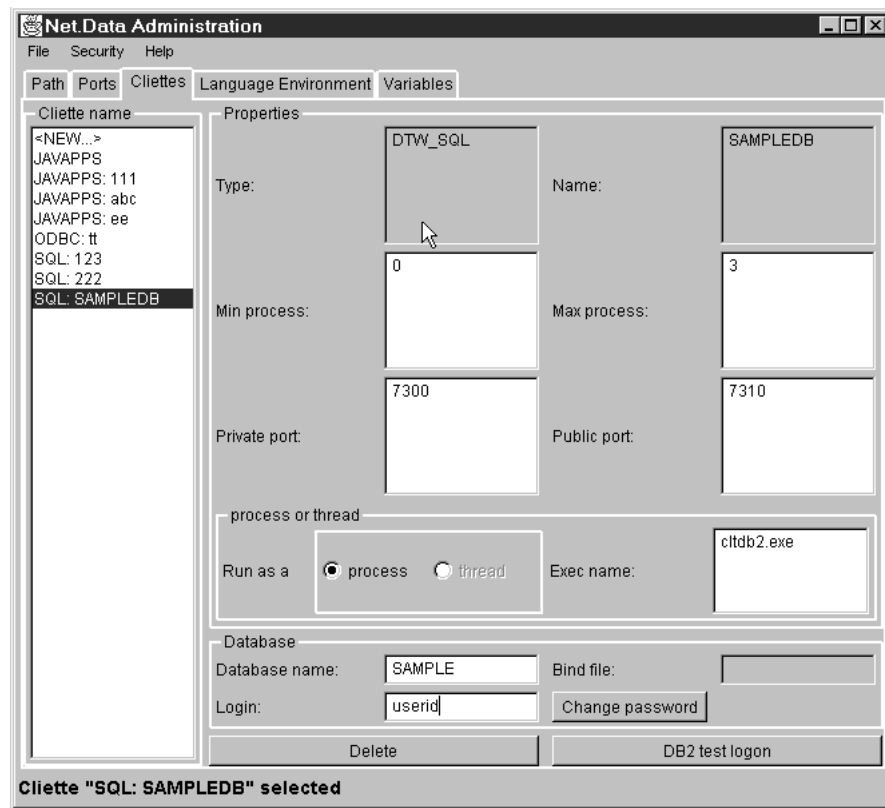 Net.Data Administration
File Security Help
Path Ports Cliettes Language Environment Variables
Cliette name
<NEW...>
JAVAPPS
JAVAPPS: 111
JAVAPPS: abc
JAVAPPS: ee
ODBC: tt
SQL: 123
SQL: 222
SQL: SAMPLEDB
Properties
Type: DTW_SQL Name: SAMPLEDB
Min process: 0 Max process: 3
Private port: 7300 Public port: 7310
process or thread
Run as a process thread Exec name: cltdb2.exe
Database
Database name: SAMPLE Bind file:
Login: userid Change password
Delete DB2 test logon
Cliette "SQL: SAMPLEDB" selected